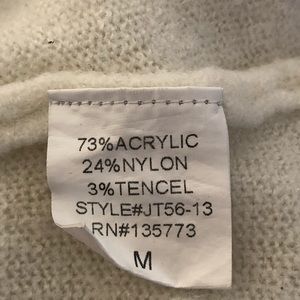 73%ACRYLIC
24%NYLON
3%TENCEL
STYLE#JT56-13
RN#135773
M